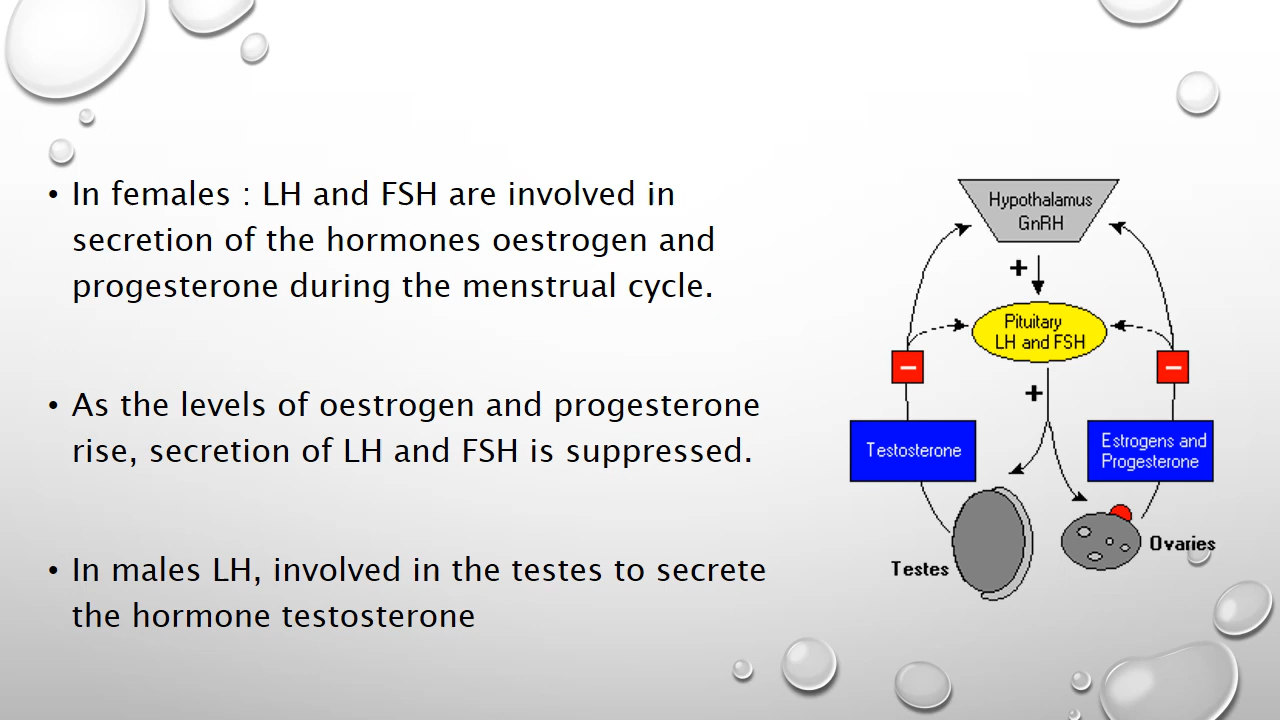 • In females : LH and FSH are involved in
secretion of the hormones oestrogen and
progesterone during the menstrual cycle.
• As the levels of oestrogen and progesterone
rise, secretion of LH and FSH is suppressed.
• In males LH, involved in the testes to secrete
the hormone testosterone
Hypothalamus
GnRH
+
Pituitary
LH and FSH
−
−
+
Testosterone
Estrogens and
Progesterone
Testes
Ovaries